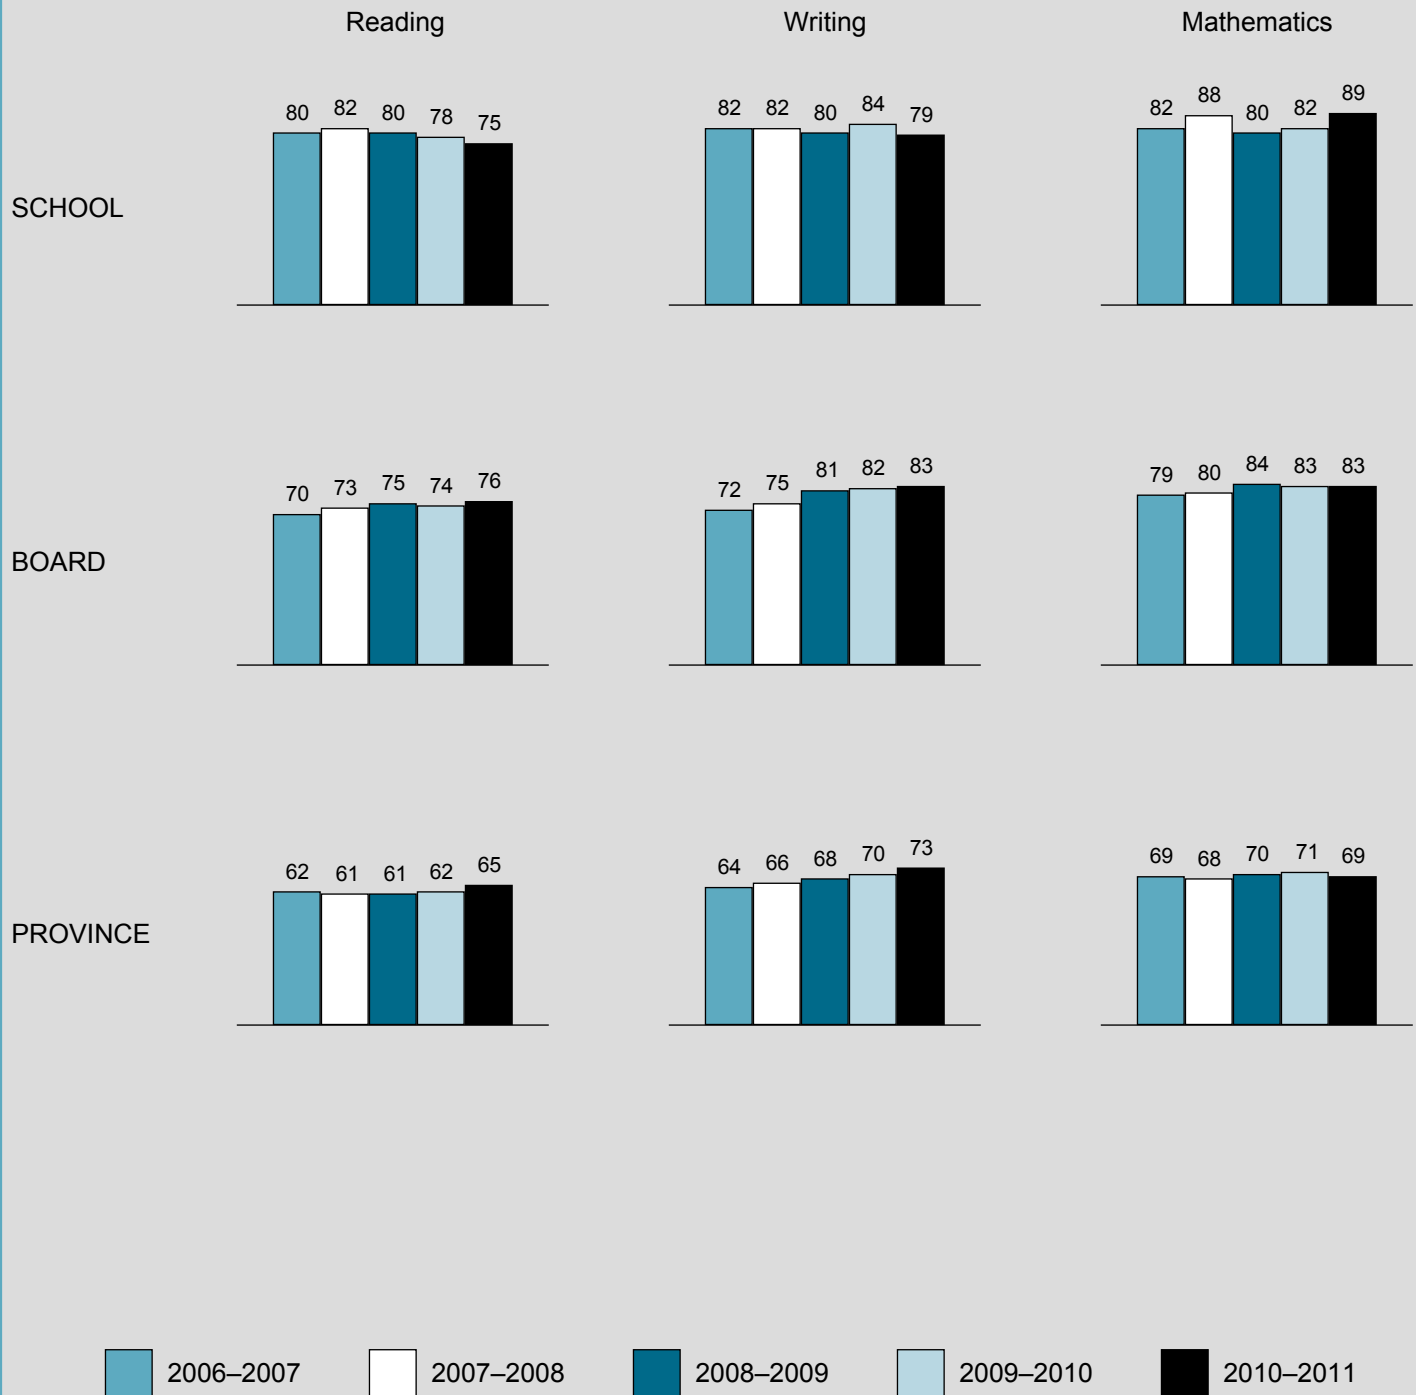 Reading Writing Mathematics
80 82 80 78 75 82 82 80 84 79 82 88 80 82 89
SCHOOL
70 73 75 74 76 72 75 81 82 83 79 80 84 83 83
BOARD
62 61 61 62 65 64 66 68 70 73 69 68 70 71 69
PROVINCE
2006–2007 2007–2008 2008–2009 2009–2010 2010–2011